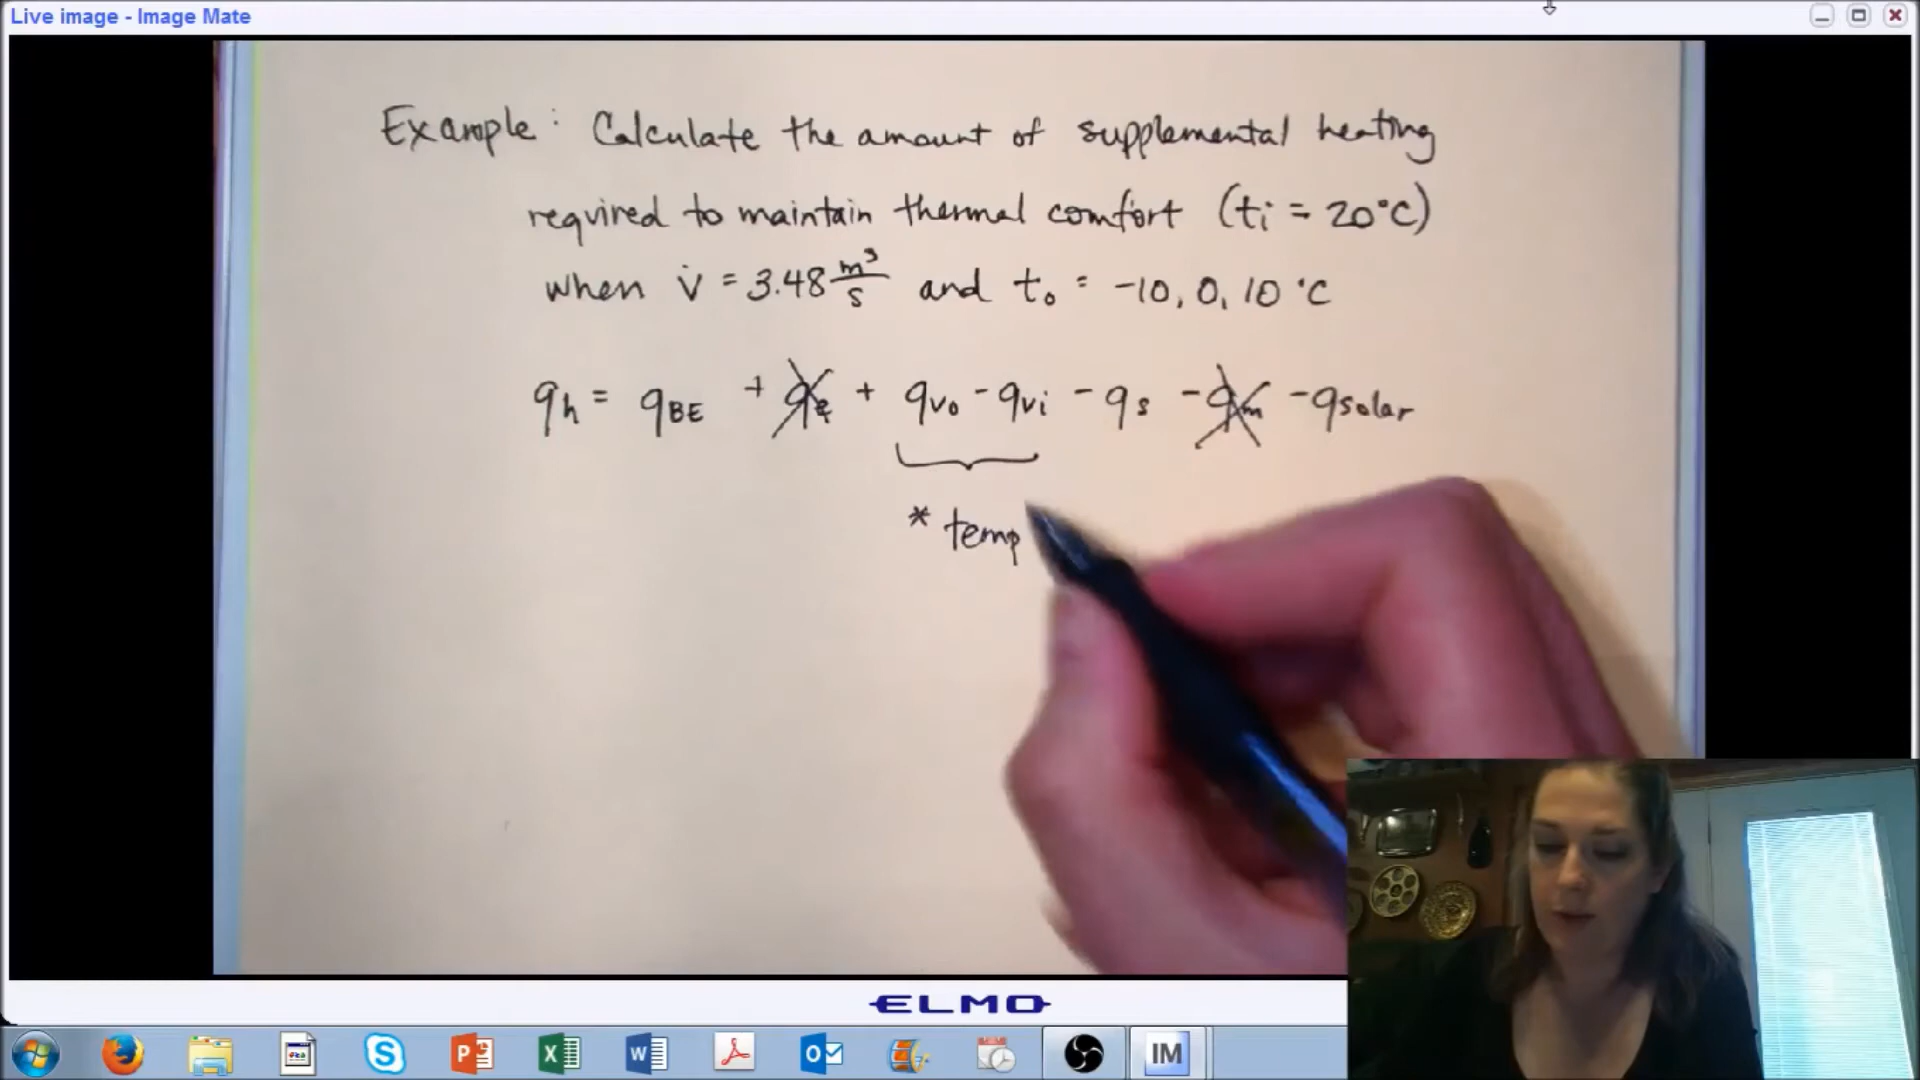 Live image - Image Mate
Example: Calculate the amount of supplemental heating
required to maintain thermal comfort (ti = 20°C)
when v̇ = 3.48 m³/s and to = -10, 0, 10 °C
qh = qBE + qe + qvo - qvi - qs - qm - qsolar
* temp
ELMO
P X W O IM